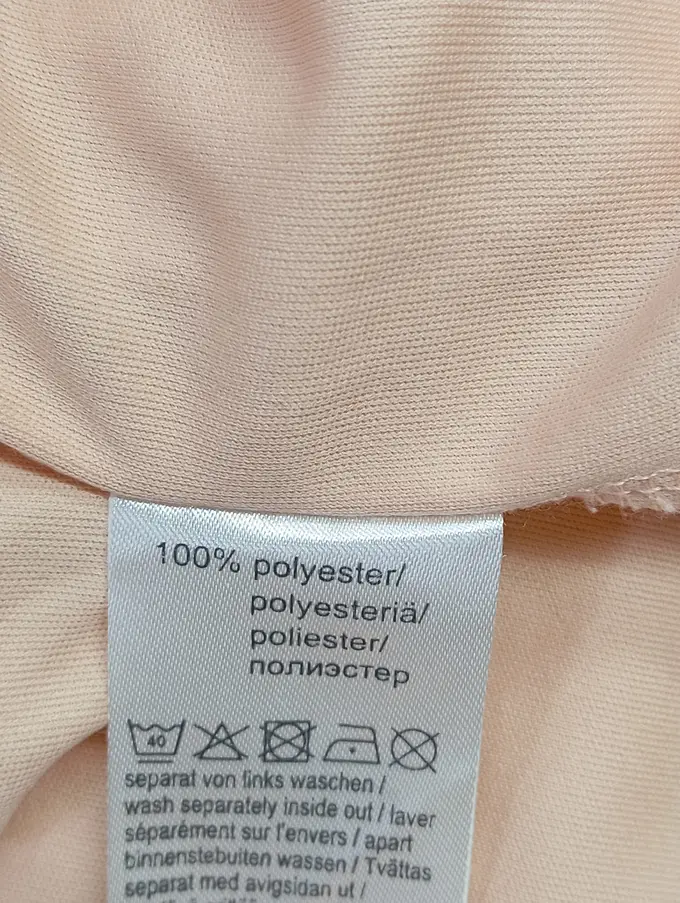 100% polyester/
polyesteriä/
poliester/
полиэстер
40
separat von links waschen /
wash separately inside out / laver
séparément sur l'envers / apart
binnenstebuiten wassen / Tvättas
separat med avigsidan ut /